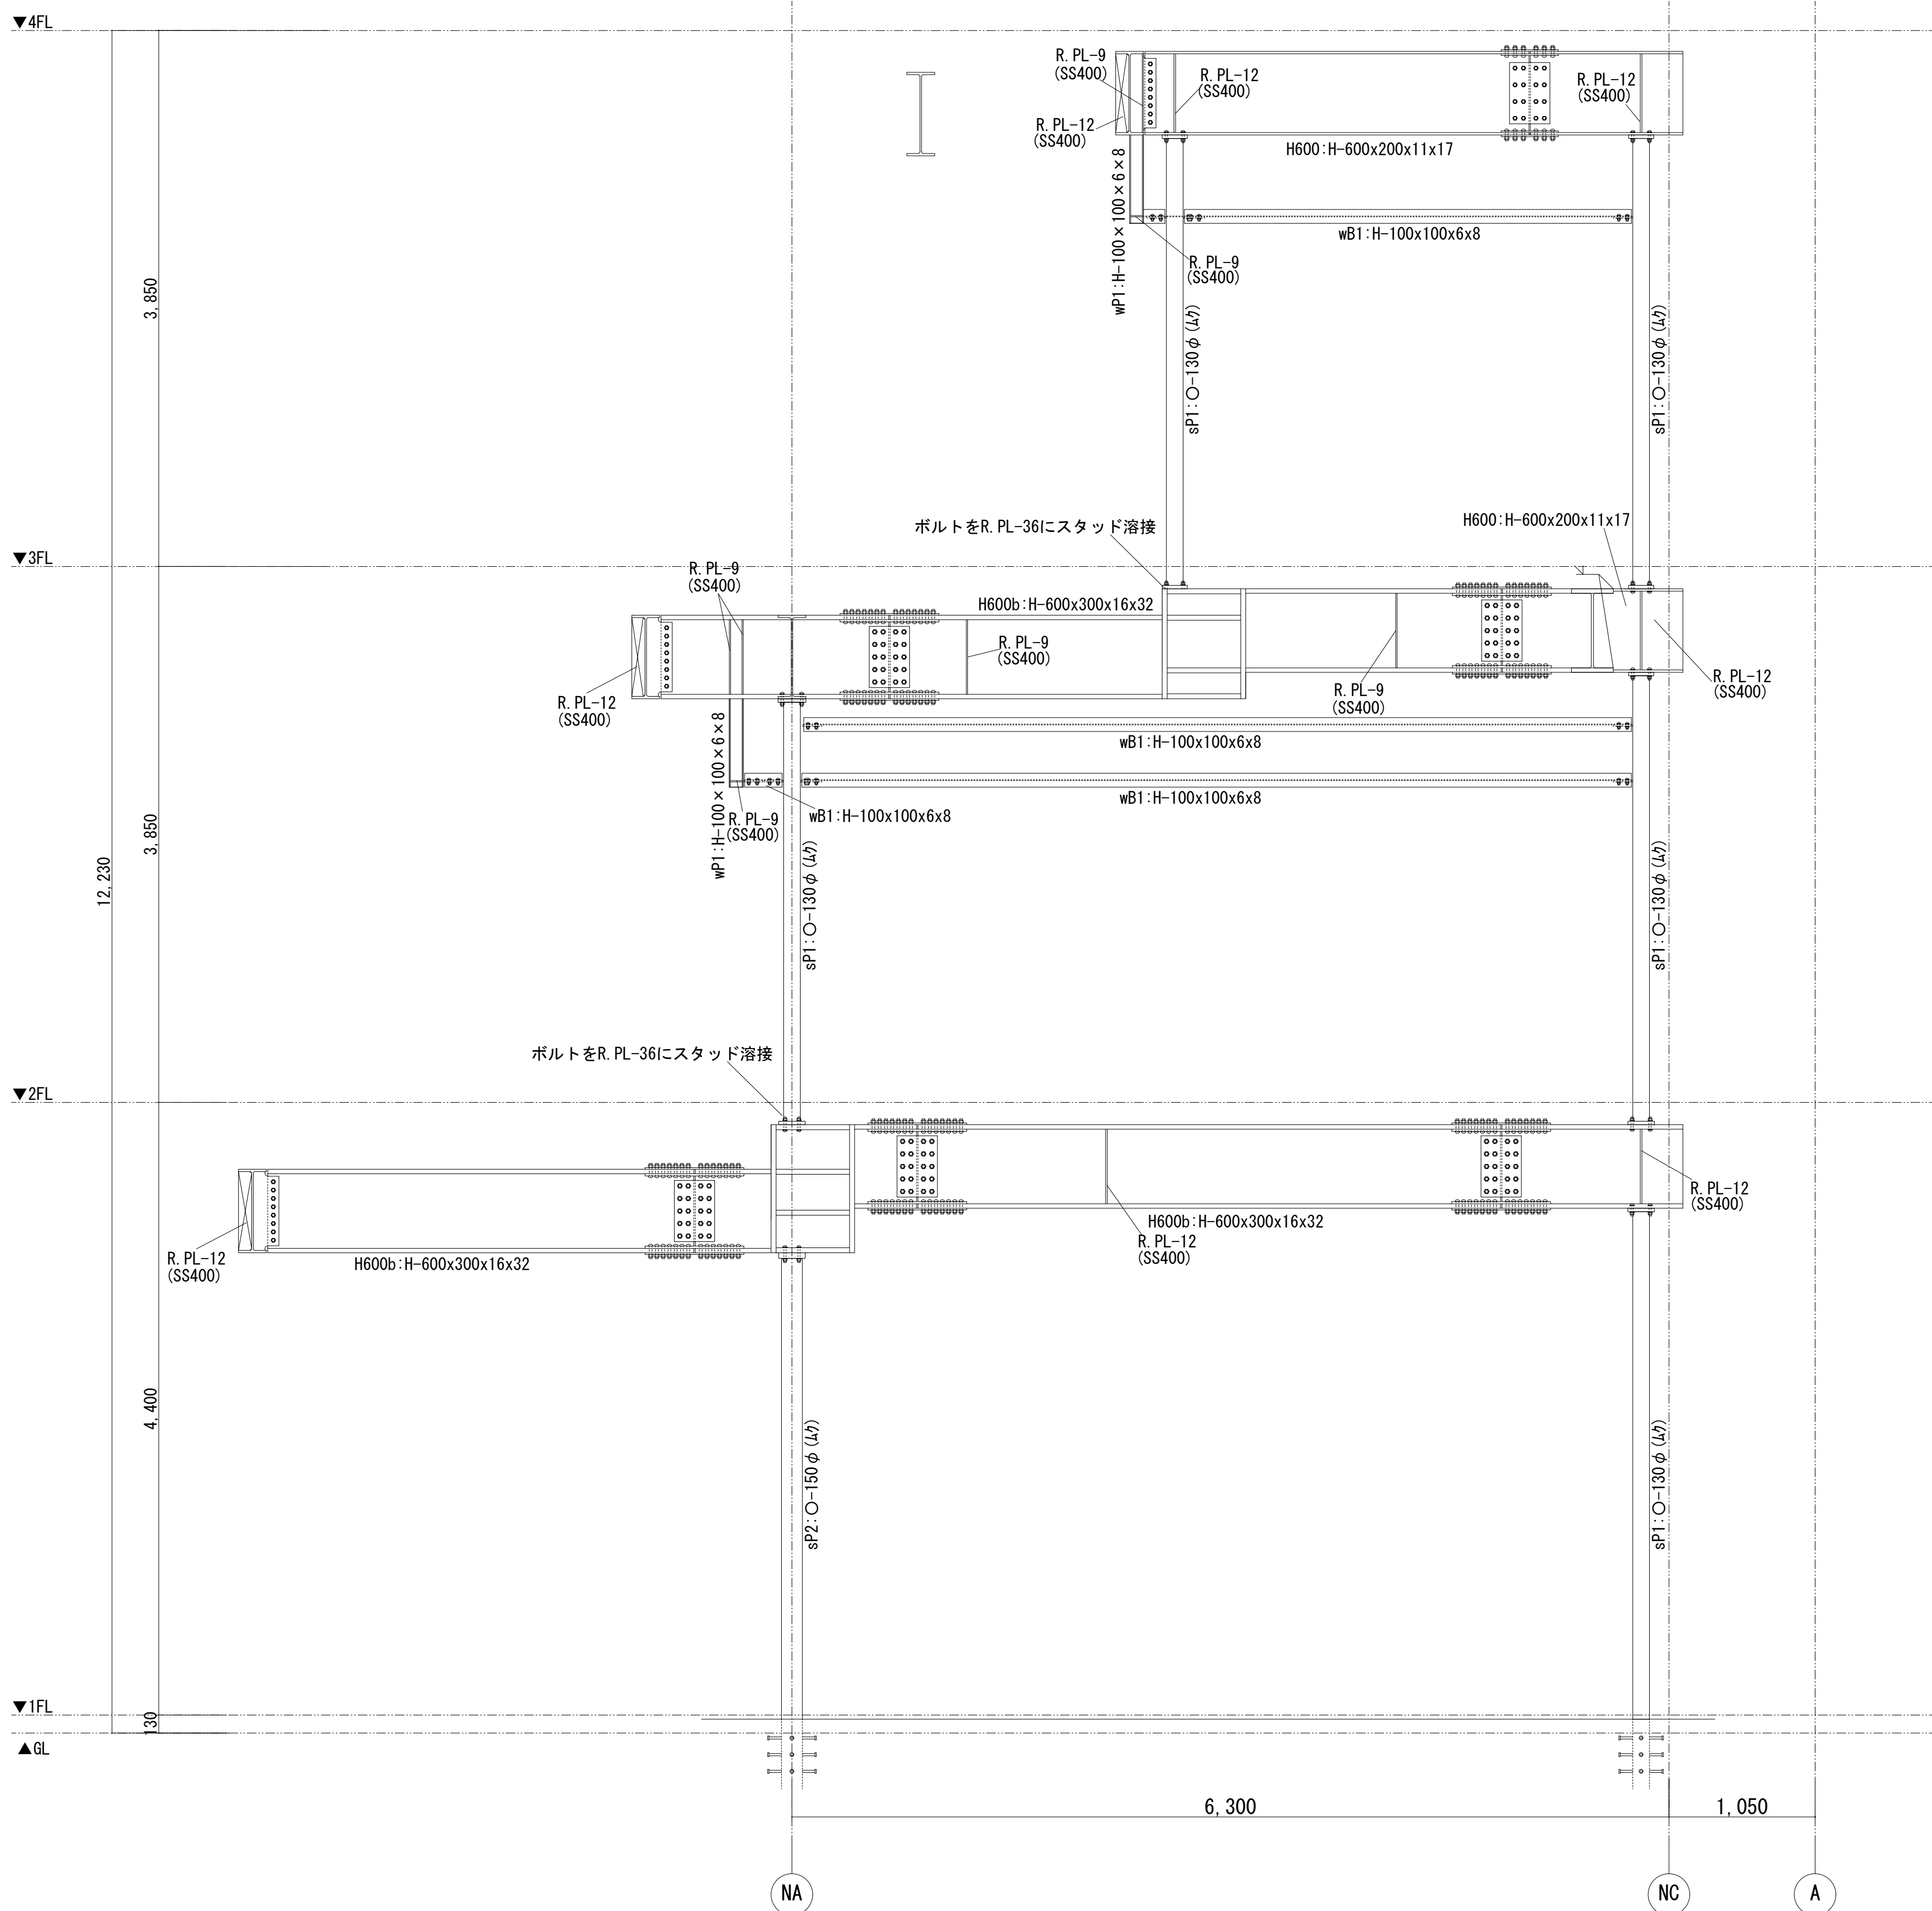 ▼4FL
R.PL-9
(SS400)
R.PL-12
(SS400)
R.PL-12
(SS400)
R.PL-12
(SS400)
H600:H-600x200x11x17
wP1:H-100×100×6×8
wB1:H-100x100x6x8
R.PL-9
(SS400)
3,850
sP1:○-130φ(ムク)
sP1:○-130φ(ムク)
ボルトをR.PL-36にスタッド溶接
H600:H-600x200x11x17
▼3FL
R.PL-9
(SS400)
H600b:H-600x300x16x32
R.PL-9
(SS400)
R.PL-12
(SS400)
R.PL-9
(SS400)
R.PL-12
(SS400)
wP1:H-100×100×6×8
wB1:H-100x100x6x8
wB1:H-100x100x6x8
wB1:H-100x100x6x8
R.PL-9
(SS400)
3,850
12,230
sP1:○-130φ(ムク)
sP1:○-130φ(ムク)
ボルトをR.PL-36にスタッド溶接
▼2FL
R.PL-12
(SS400)
H600b:H-600x300x16x32
R.PL-12
(SS400)
R.PL-12
(SS400)
H600b:H-600x300x16x32
4,400
sP2:○-150φ(ムク)
sP1:○-130φ(ムク)
▼1FL
130
▲GL
6,300
1,050
NA
NC
A